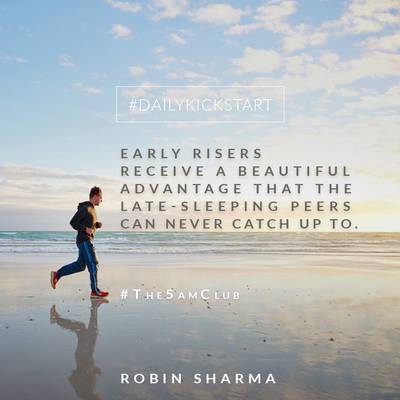 #DAILYKICKSTART
EARLY RISERS
RECEIVE A BEAUTIFUL
ADVANTAGE THAT THE
LATE-SLEEPING PEERS
CAN NEVER CATCH UP TO.
#The5amClub
ROBIN SHARMA